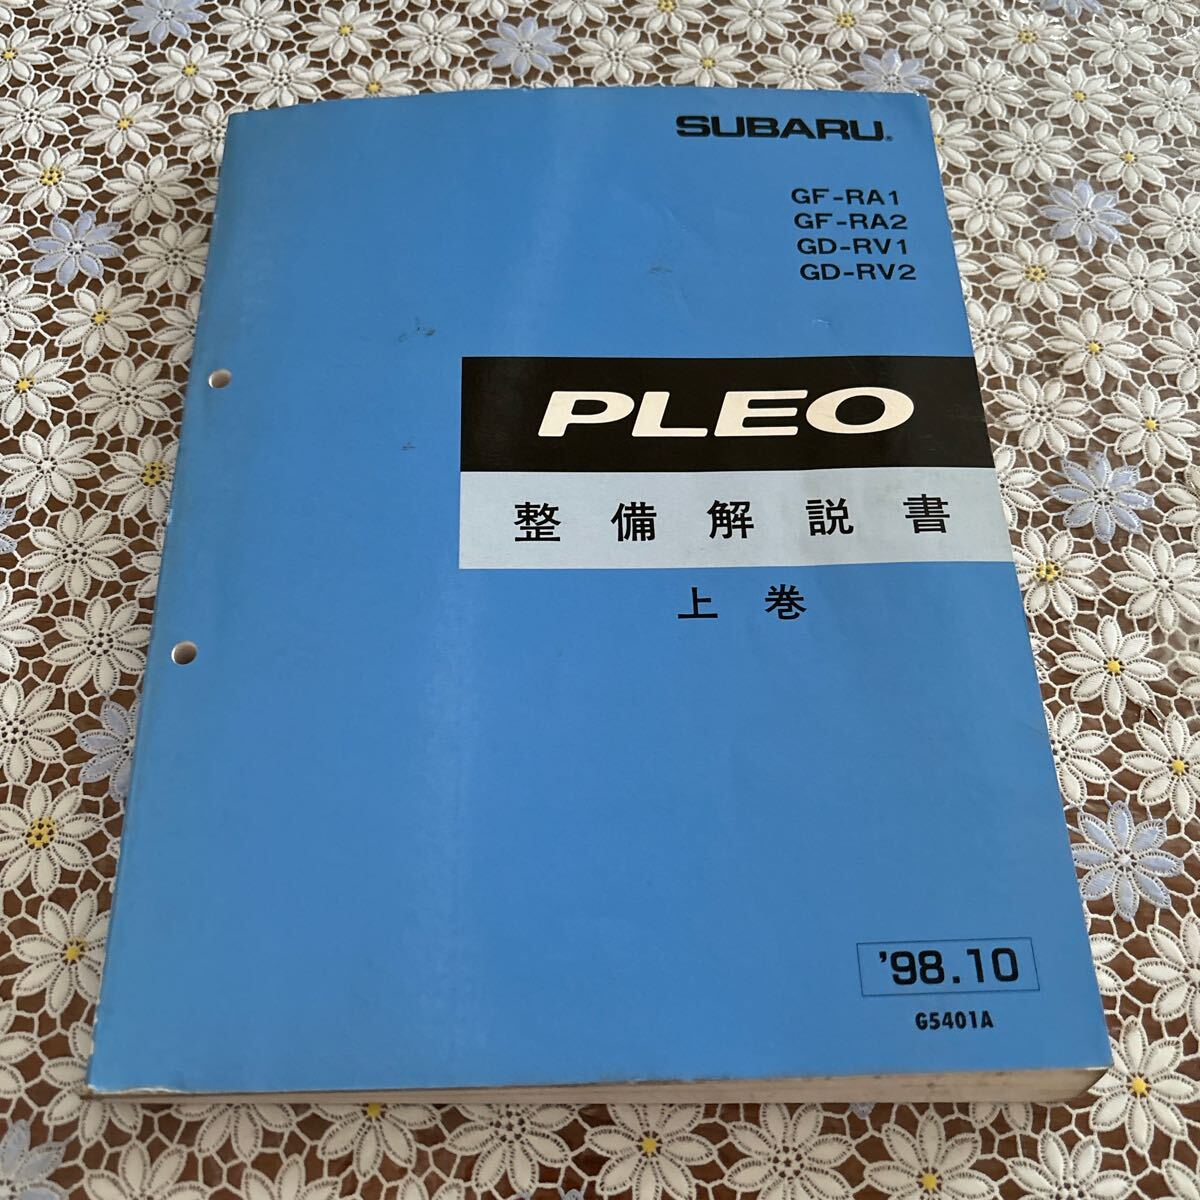 SUBARU®
GF-RA1
GF-RA2
GD-RV1
GD-RV2
PLEO
整備解説書
上巻
'98.10
G5401A